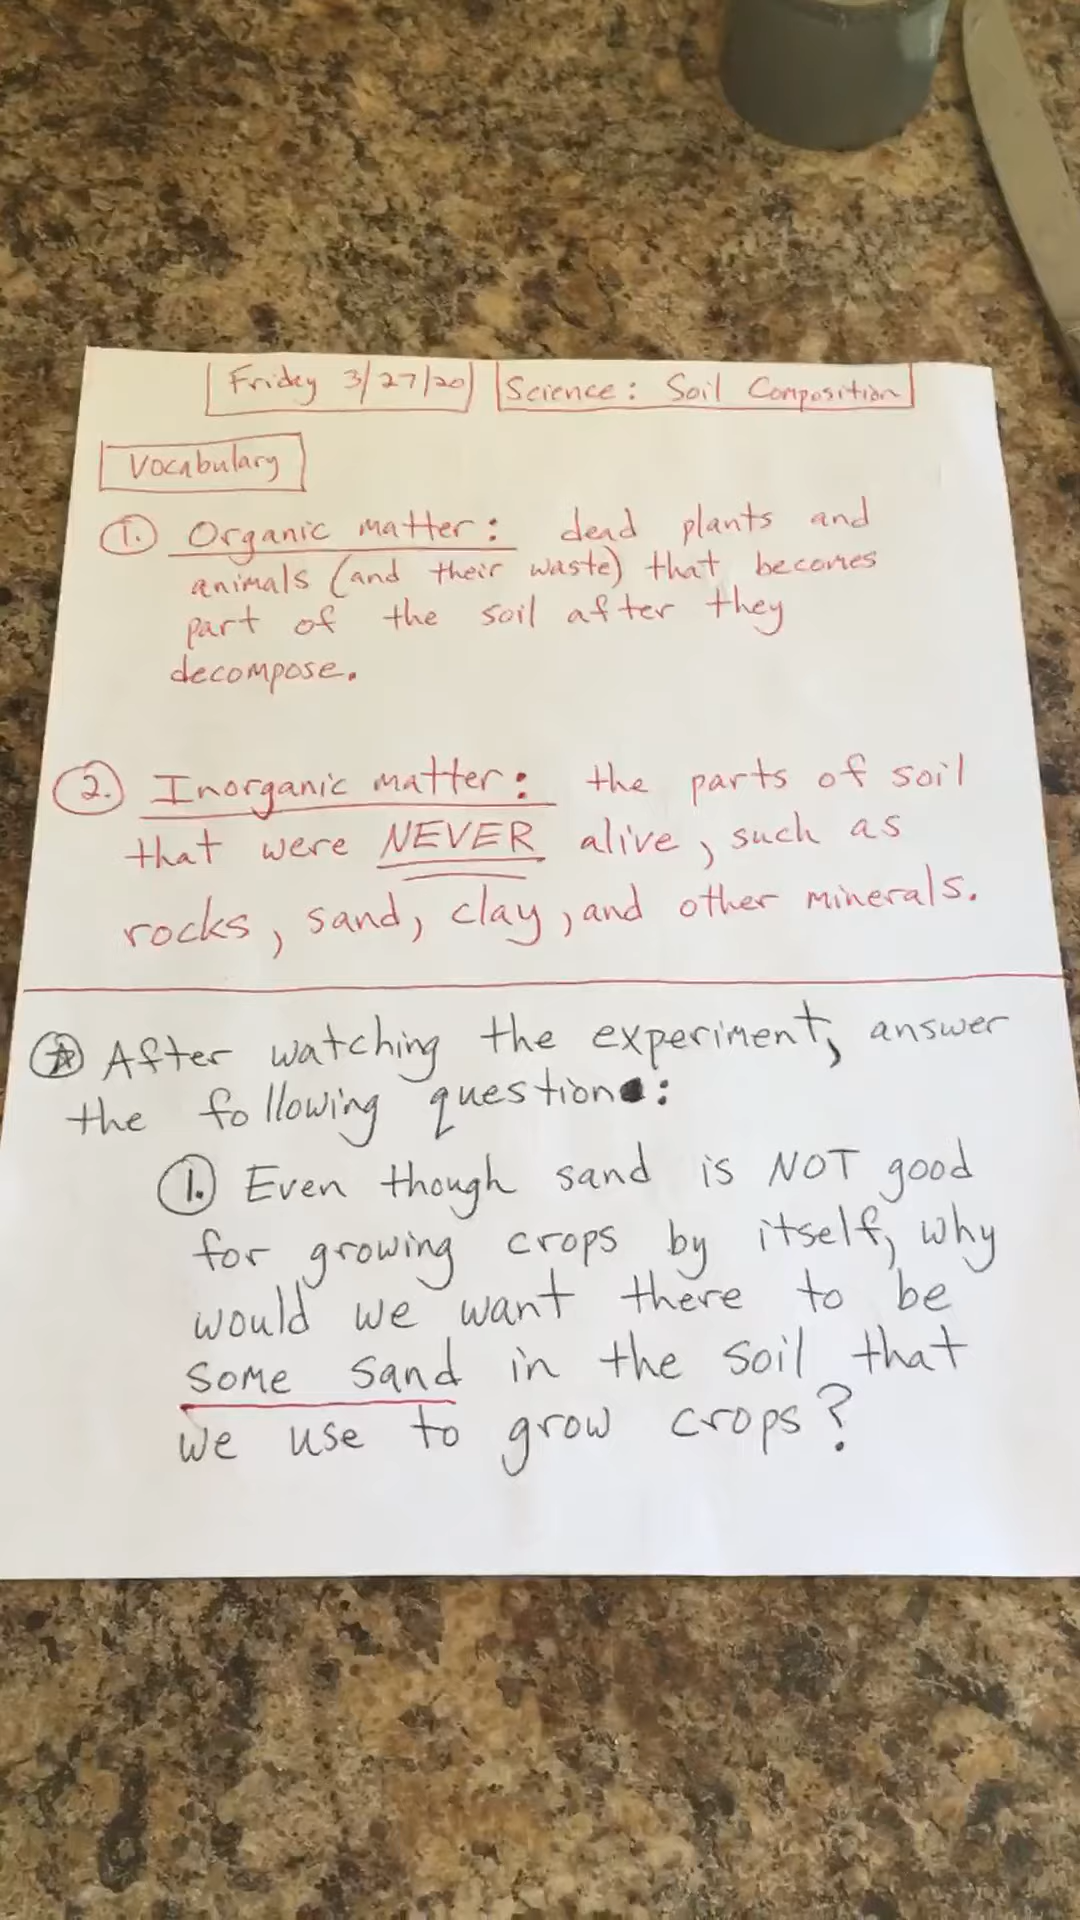 Friday 3/27/20 Science: Soil Composition
Vocabulary
1. Organic matter: dead plants and
animals (and their waste) that becomes
part of the soil after they
decompose.
2. Inorganic matter: the parts of soil
that were NEVER alive, such as
rocks, sand, clay, and other minerals.
After watching the experiment, answer
the following question:
1. Even though sand is NOT good
for growing crops by itself, why
would we want there to be
some sand in the soil that
we use to grow crops?